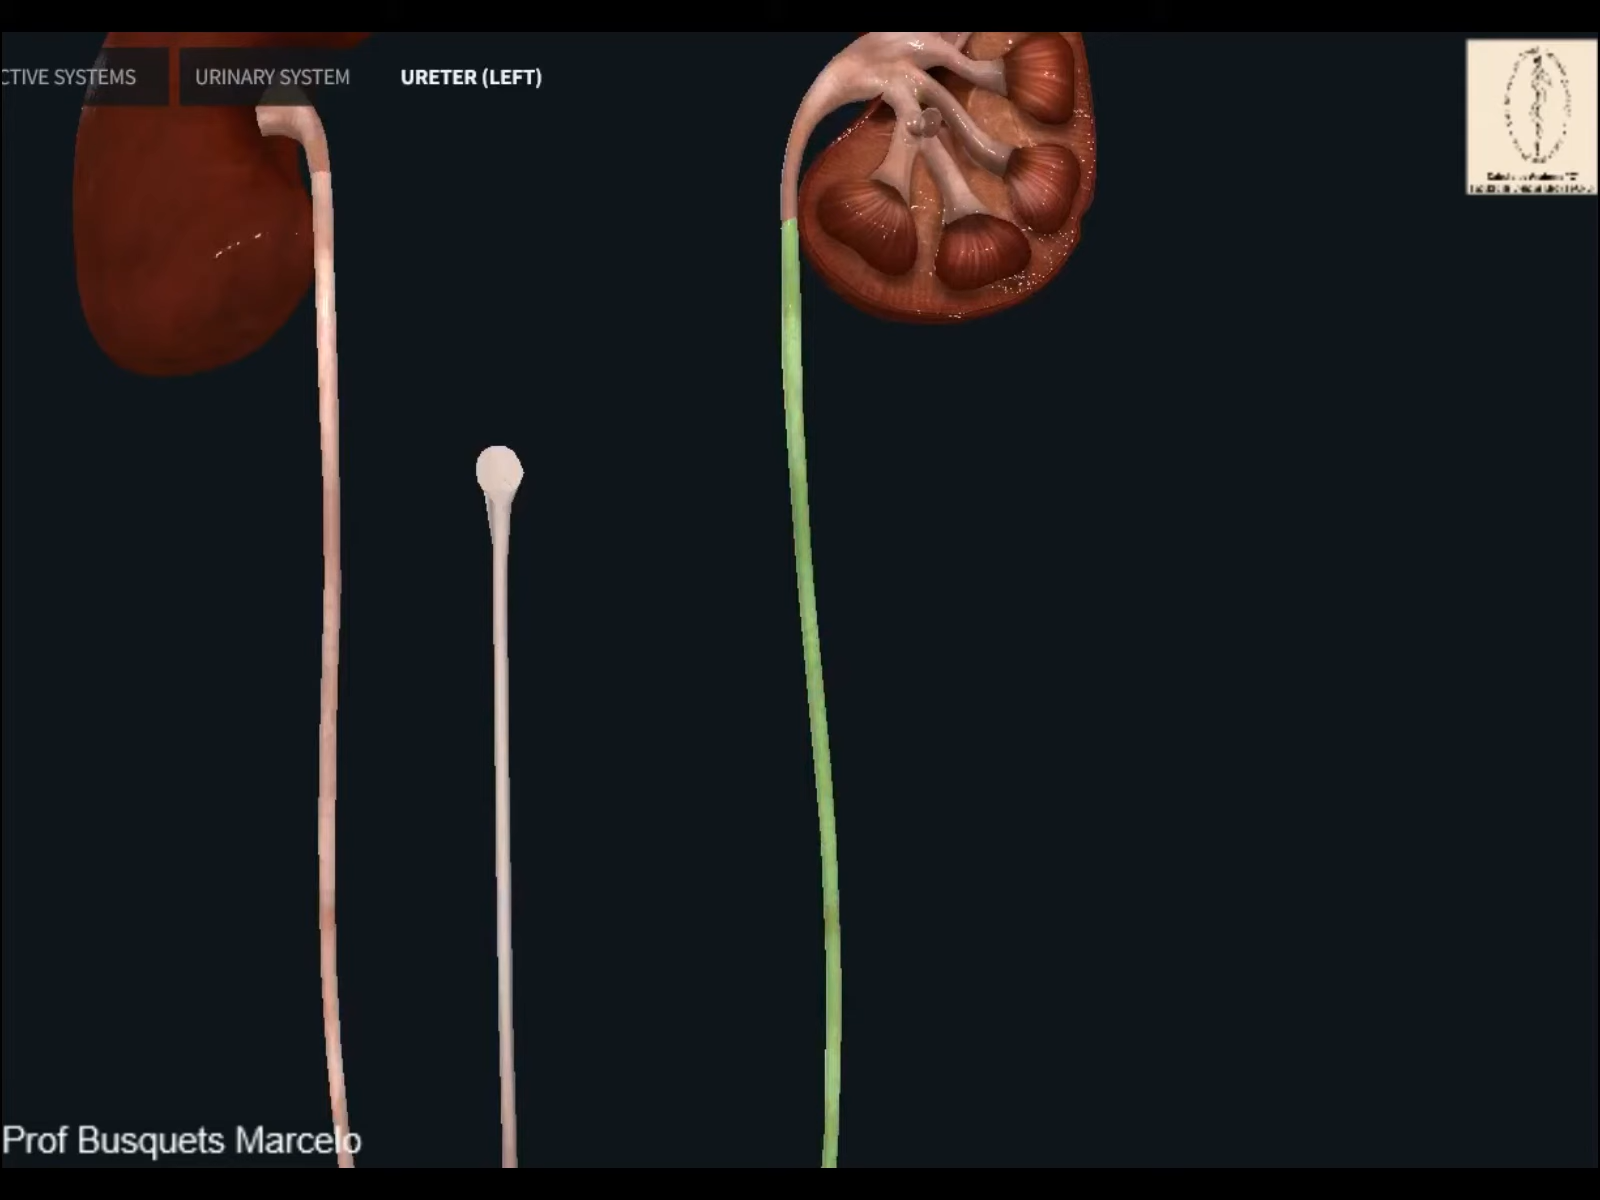 CTIVE SYSTEMS URINARY SYSTEM URETER (LEFT)
Prof Busquets Marcelo